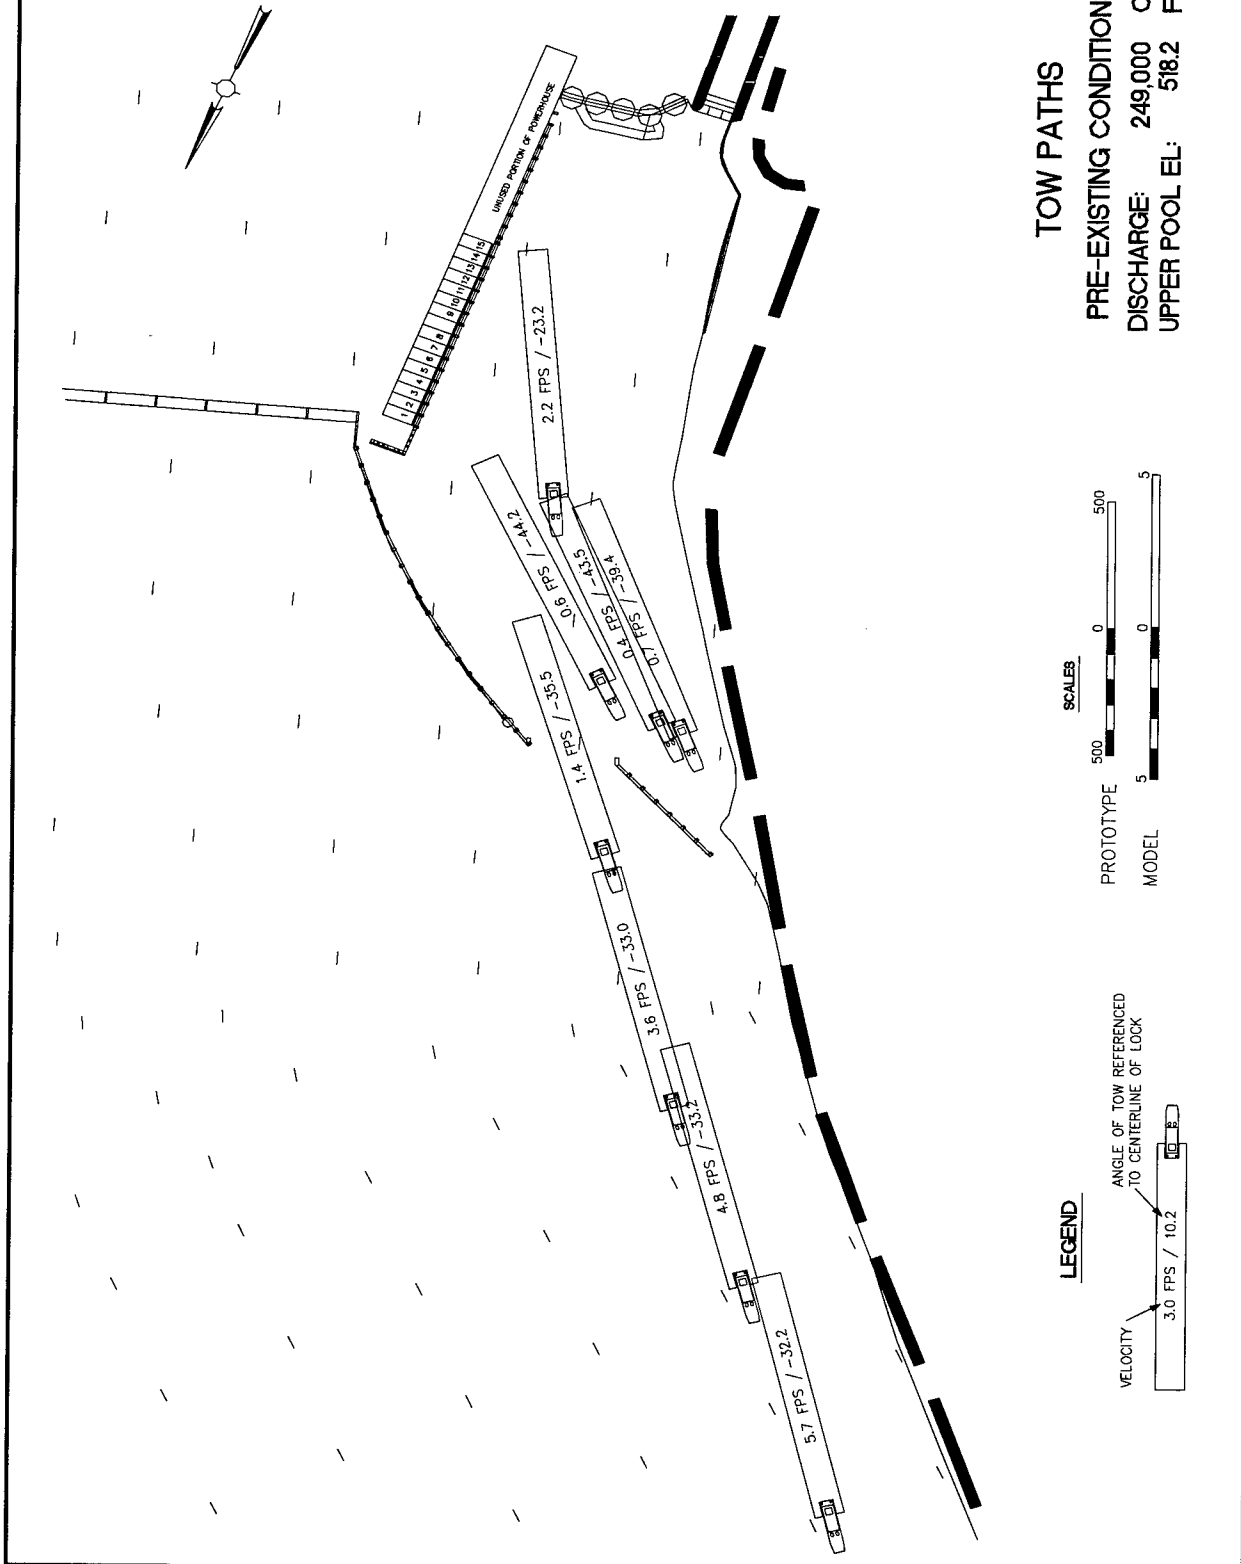 TOW PATHS
PRE-EXISTING CONDITION
DISCHARGE: 249,000
UPPER POOL EL: 518.2 F
UNUSED PORTION OF POWERHOUSE
1 2 3 4 5 6 7 8 9 10 11 12 13 14 15
2.2 FPS / -23.2
0.6 FPS / -44.2
0.4 FPS / -43.5
0.7 FPS / -39.4
1.4 FPS / -35.5
3.6 FPS / -33.0
4.8 FPS / -33.2
5.7 FPS / -32.2
SCALES
PROTOTYPE 500 0 500
MODEL 5 0 5
LEGEND
VELOCITY
ANGLE OF TOW REFERENCED
TO CENTERLINE OF LOCK
3.0 FPS / 10.2